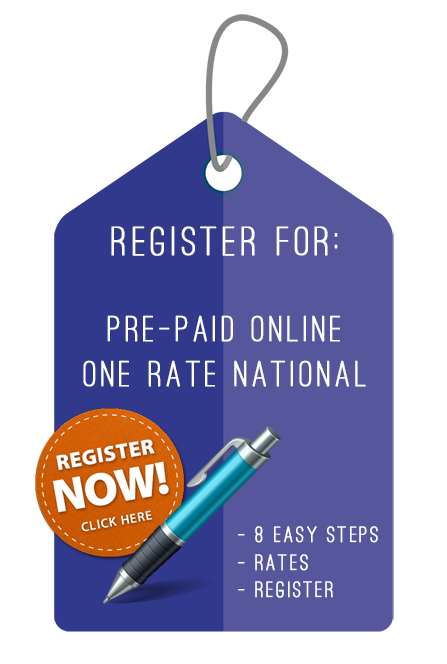 REGISTER FOR:
PRE-PAID ONLINE
ONE RATE NATIONAL
REGISTER
NOW!
CLICK HERE
- 8 EASY STEPS
- RATES
- REGISTER